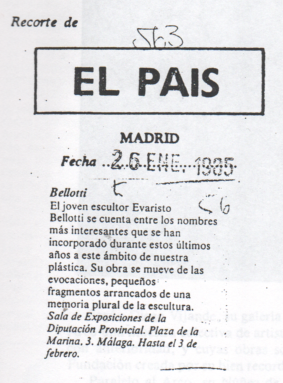 Recorte de
563
EL PAIS
MADRID
Fecha ..26 ENE. 1985
Bellotti
El joven escultor Evaristo
Bellotti se cuenta entre los nombres
más interesantes que se han
incorporado durante estos últimos
años a este ámbito de nuestra
plástica. Su obra se mueve de las
evocaciones, pequeños
fragmentos arrancados de una
memoria plural de la escultura.
Sala de Exposiciones de la
Diputación Provincial. Plaza de la
Marina, 3. Málaga. Hasta el 3 de
febrero.